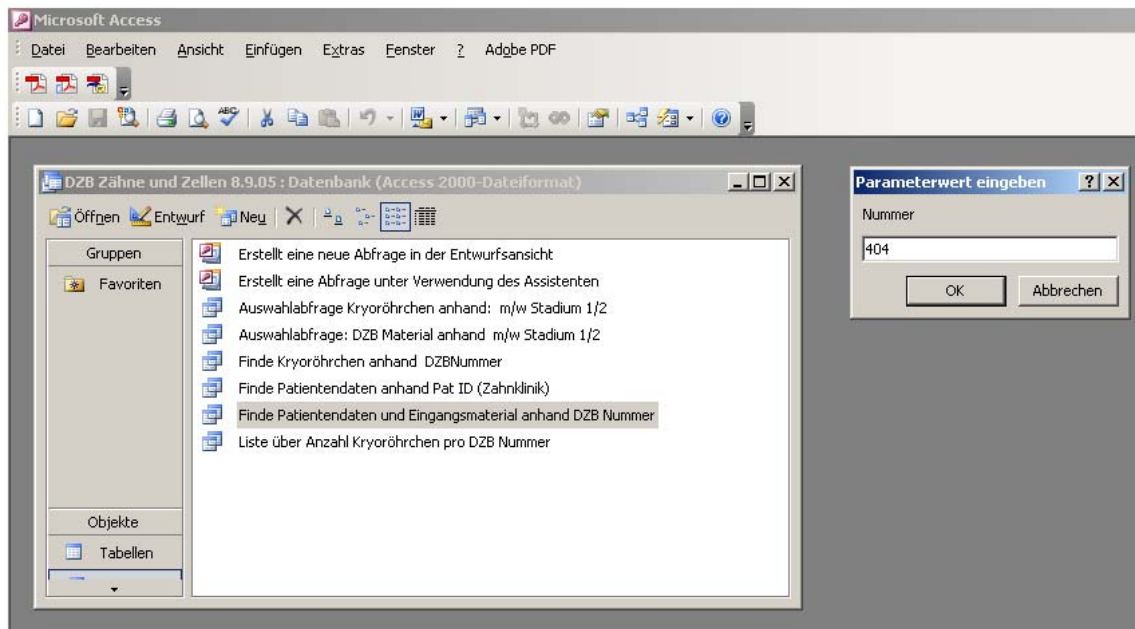 Microsoft Access
Datei Bearbeiten Ansicht Einfügen Extras Fenster ? Adobe PDF
DZB Zähne und Zellen 8.9.05 : Datenbank (Access 2000-Dateiformat)
Öffnen Entwurf Neu
Gruppen
Favoriten
Objekte
Tabellen
Erstellt eine neue Abfrage in der Entwurfsansicht
Erstellt eine Abfrage unter Verwendung des Assistenten
Auswahlabfrage Kryoröhrchen anhand: m/w Stadium 1/2
Auswahlabfrage: DZB Material anhand m/w Stadium 1/2
Finde Kryoröhrchen anhand DZBNummer
Finde Patientendaten anhand Pat ID (Zahnklinik)
Finde Patientendaten und Eingangsmaterial anhand DZB Nummer
Liste über Anzahl Kryoröhrchen pro DZB Nummer
Parameterwert eingeben
Nummer
404
OK Abbrechen